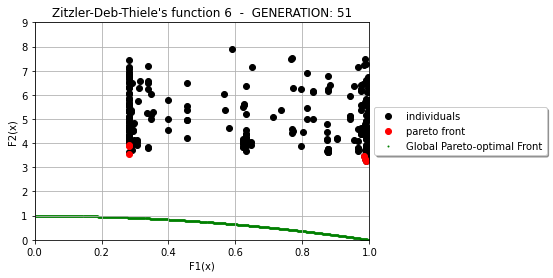 Zitzler-Deb-Thiele's function 6 - GENERATION: 51
9
8
7
6
5
4
3
2
1
0
F2(x)
0.0 0.2 0.4 0.6 0.8 1.0
F1(x)
individuals
pareto front
Global Pareto-optimal Front